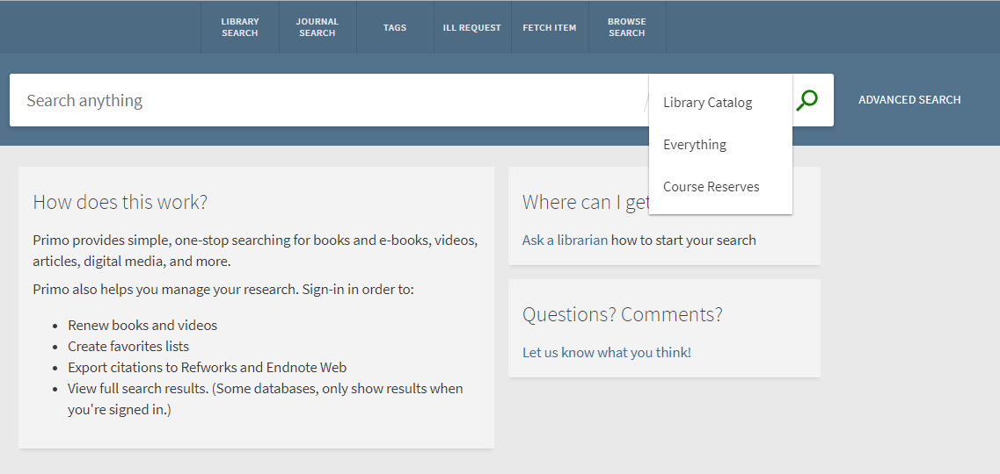 LIBRARY
SEARCH
JOURNAL
SEARCH
TAGS
ILL REQUEST
FETCH ITEM
BROWSE
SEARCH
Search anything
Library Catalog
Everything
Course Reserves
ADVANCED SEARCH
How does this work?
Primo provides simple, one-stop searching for books and e-books, videos,
articles, digital media, and more.
Primo also helps you manage your research. Sign-in in order to:
• Renew books and videos
• Create favorites lists
• Export citations to Refworks and Endnote Web
• View full search results. (Some databases, only show results when
you're signed in.)
Where can I get
Ask a librarian how to start your search
Questions? Comments?
Let us know what you think!